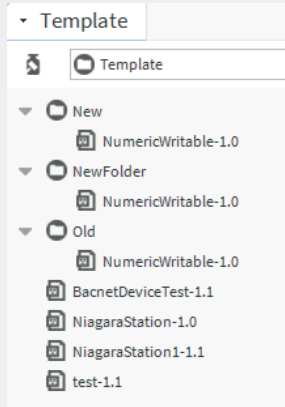 Template
Template
New
NumericWritable-1.0
NewFolder
NumericWritable-1.0
Old
NumericWritable-1.0
BacnetDeviceTest-1.1
NiagaraStation-1.0
NiagaraStation1-1.1
test-1.1